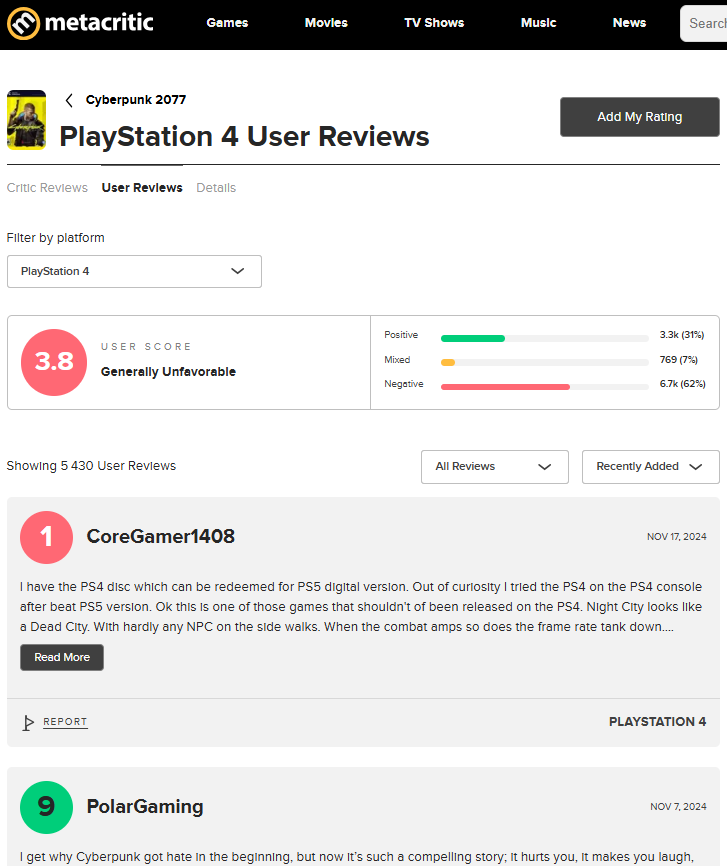 metacritic
Games Movies TV Shows Music News Search
Cyberpunk 2077
PlayStation 4 User Reviews
Add My Rating
Critic Reviews User Reviews Details
Filter by platform
PlayStation 4
3.8
USER SCORE
Generally Unfavorable
Positive 3.3k (31%)
Mixed 769 (7%)
Negative 6.7k (62%)
Showing 5 430 User Reviews
All Reviews
Recently Added
1 CoreGamer1408 NOV 17, 2024
I have the PS4 disc which can be redeemed for PS5 digital version. Out of curiosity I tried the PS4 on the PS4 console
after beat PS5 version. Ok this is one of those games that shouldn't of been released on the PS4. Night City looks like
a Dead City. With hardly any NPC on the side walks. When the combat amps so does the frame rate tank down....
Read More
REPORT PLAYSTATION 4
9 PolarGaming NOV 7, 2024
I get why Cyberpunk got hate in the beginning, but now it's such a compelling story; it hurts you, it makes you laugh,